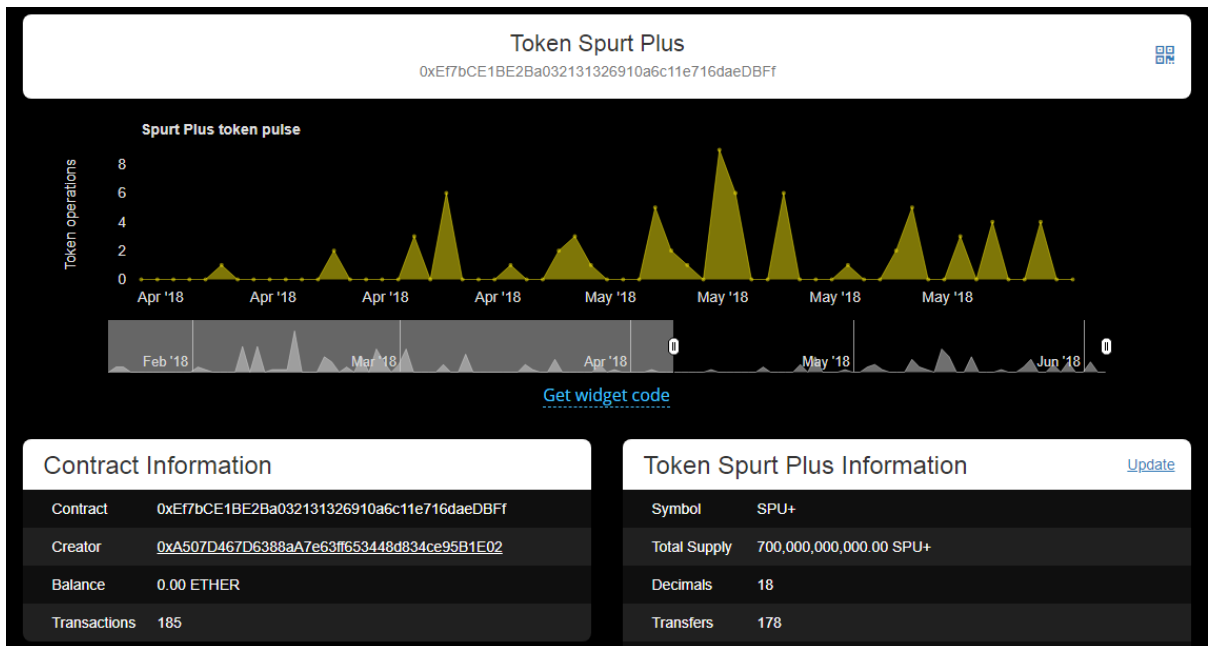 Token Spurt Plus
0xEf7bCE1BE2Ba032131326910a6c11e716daeDBFf
Spurt Plus token pulse
Token operations
8
6
4
2
0
Apr '18 Apr '18 Apr '18 Apr '18 May '18 May '18 May '18 May '18
Feb '18 Mar '18 Apr '18 May '18 Jun '18
Get widget code
Contract Information
Contract 0xEf7bCE1BE2Ba032131326910a6c11e716daeDBFf
Creator 0xA507D467D6388aA7e63ff653448d834ce95B1E02
Balance 0.00 ETHER
Transactions 185
Token Spurt Plus Information Update
Symbol SPU+
Total Supply 700,000,000,000.00 SPU+
Decimals 18
Transfers 178